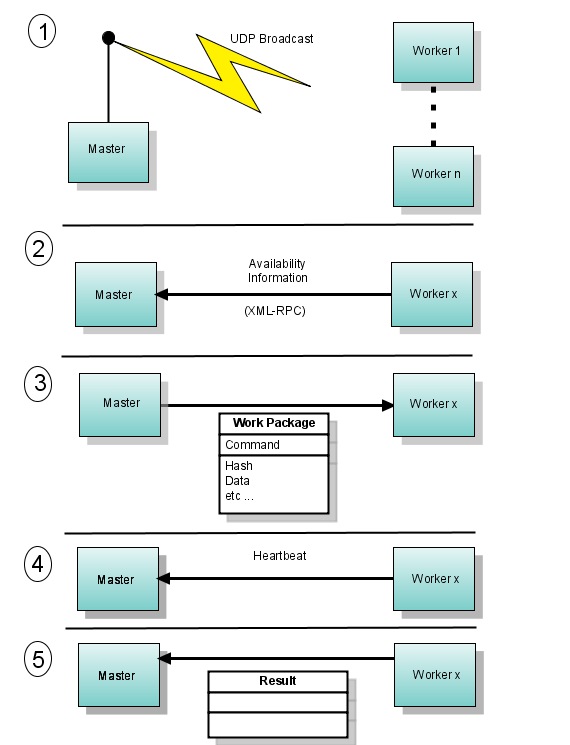 1
UDP Broadcast
Worker 1
Master
Worker n
2
Availability
Information
Master
Worker x
(XML-RPC)
3
Master
Worker x
Work Package
Command
Hash
Data
etc ...
4
Heartbeat
Master
Worker x
5
Master
Worker x
Result